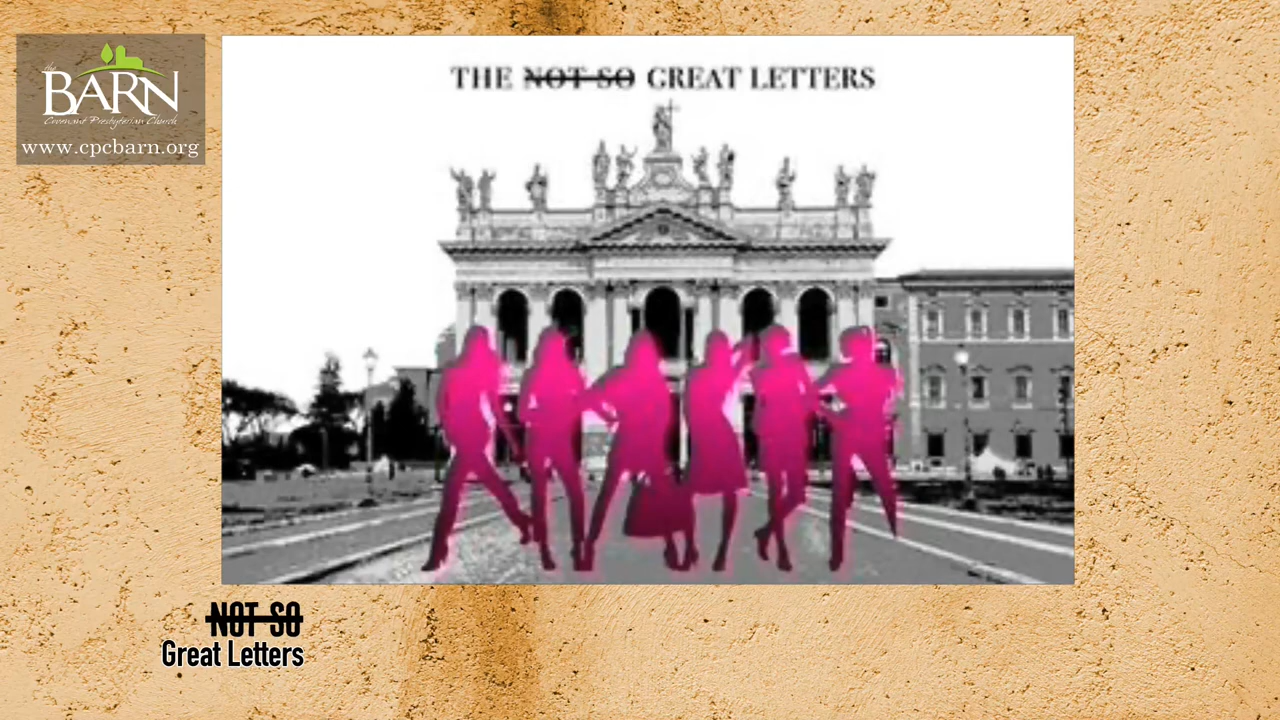 the
BARN
Covenant Presbyterian Church
www.cpcbarn.org
THE NOT SO GREAT LETTERS
NOT SO
Great Letters